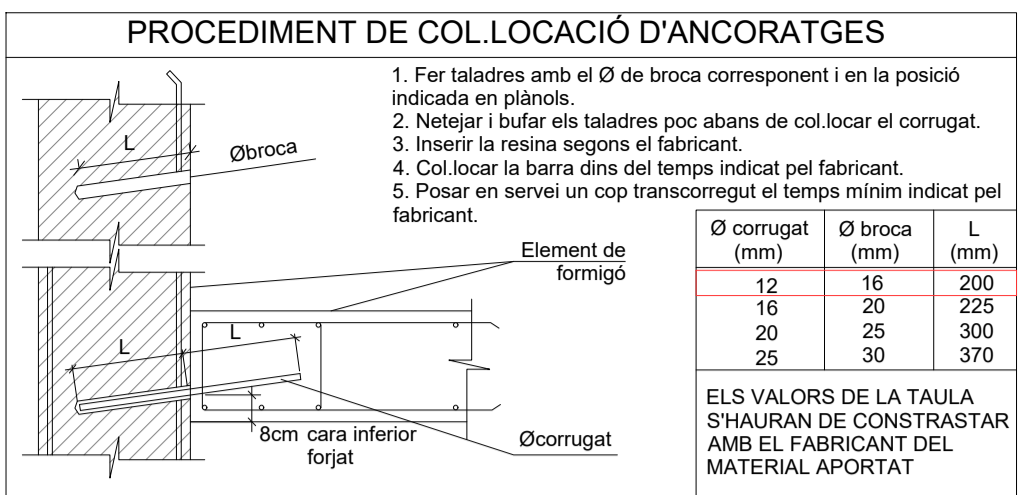 PROCEDIMENT DE COL.LOCACIÓ D'ANCORATGES
1. Fer taladres amb el Ø de broca corresponent i en la posició
indicada en plànols.
2. Netejar i bufar els taladres poc abans de col.locar el corrugat.
3. Inserir la resina segons el fabricant.
4. Col.locar la barra dins del temps indicat pel fabricant.
5. Posar en servei un cop transcorregut el temps mínim indicat pel
fabricant.
L
Øbroca
Element de
formigó
L
L
8cm cara inferior
forjat
Øcorrugat
Ø corrugat Ø broca L
(mm) (mm) (mm)
12 16 200
16 20 225
20 25 300
25 30 370
ELS VALORS DE LA TAULA
S'HAURAN DE CONSTRASTAR
AMB EL FABRICANT DEL
MATERIAL APORTAT